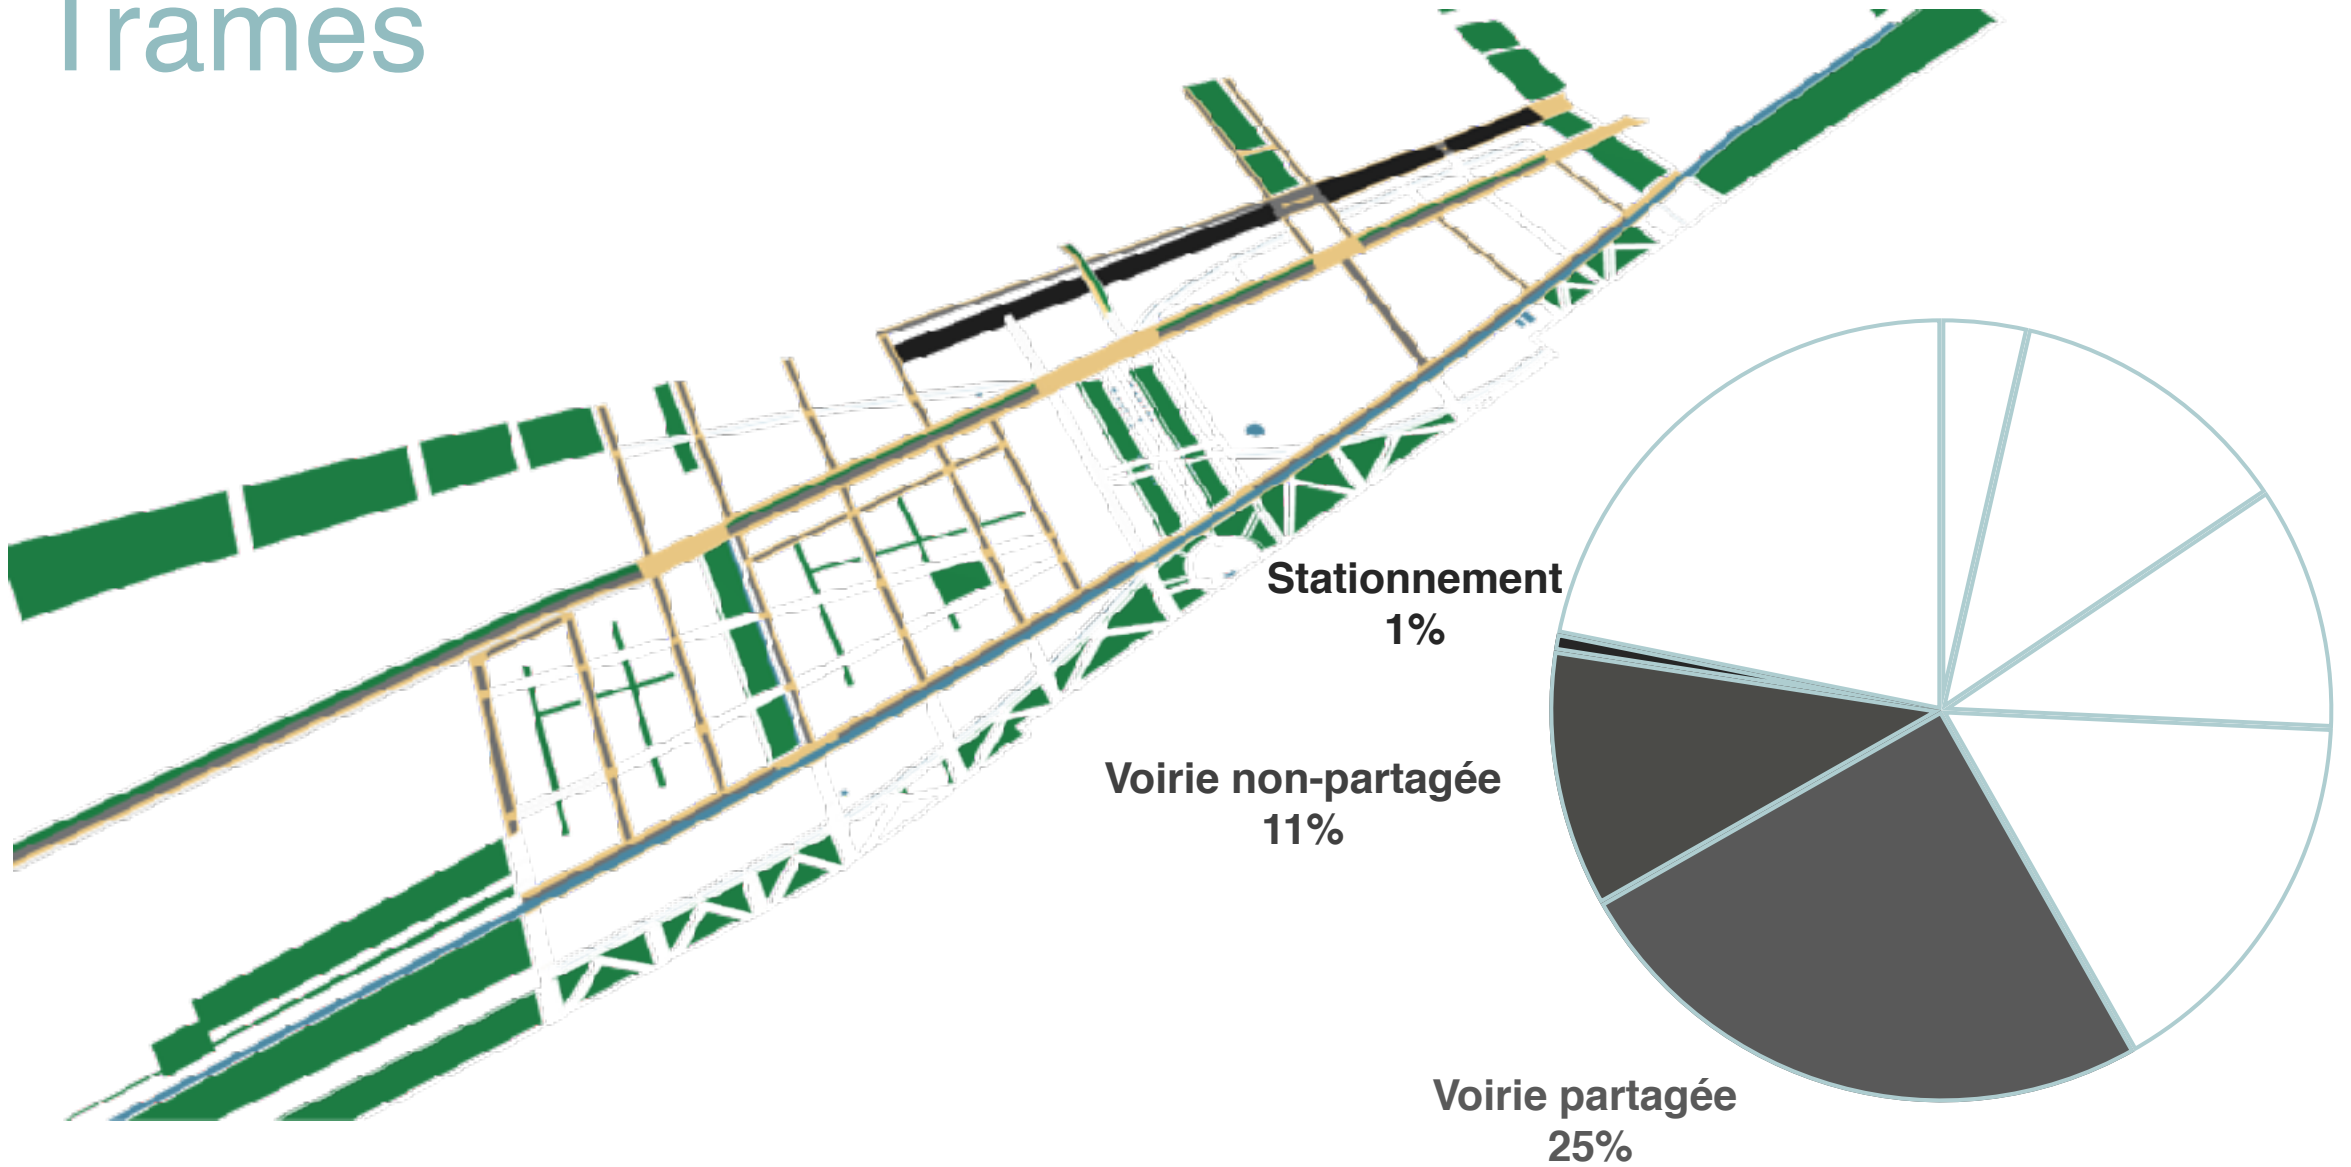 Trames
Stationnement
1%
Voirie non-partagée
11%
Voirie partagée
25%